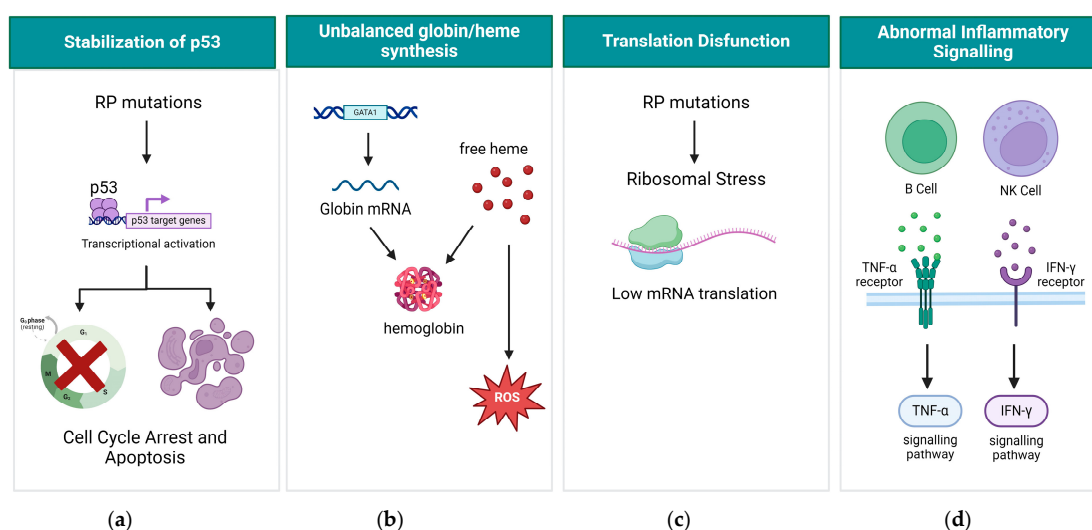 Stabilization of p53
RP mutations
p53
p53 target genes
Transcriptional activation
G₀ phase
(resting)
G₁
M
S
G₂
Cell Cycle Arrest and
Apoptosis
(a)
Unbalanced globin/heme
synthesis
GATA1
free heme
Globin mRNA
hemoglobin
ROS
(b)
Translation Disfunction
RP mutations
Ribosomal Stress
Low mRNA translation
(c)
Abnormal Inflammatory
Signalling
B Cell
NK Cell
TNF-α
receptor
IFN-γ
receptor
TNF-α
IFN-γ
signalling
pathway
signalling
pathway
(d)